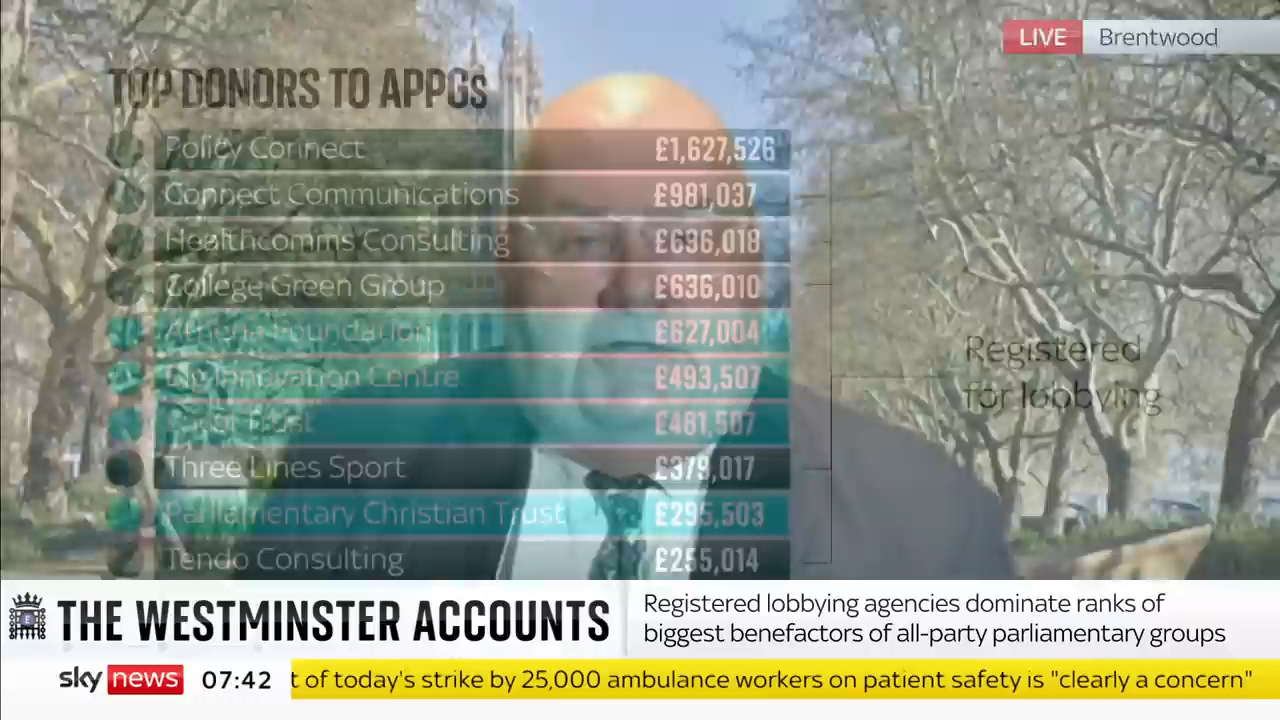 LIVE Brentwood
TOP DONORS TO APPGs
Policy Connect £1,627,526
Connect Communications £981,037
Healthcomms Consulting £696,018
College Green Group £636,010
Foundation £627,004
Innovation Centre £493,507
Trust £481,507
Three Lines Sport £379,017
Parliamentary Christian Trust £295,503
Tendo Consulting £255,014
Registered
for lobbying
THE WESTMINSTER ACCOUNTS
Registered lobbying agencies dominate ranks of
biggest benefactors of all-party parliamentary groups
sky news 07:42 t of today's strike by 25,000 ambulance workers on patient safety is "clearly a concern"